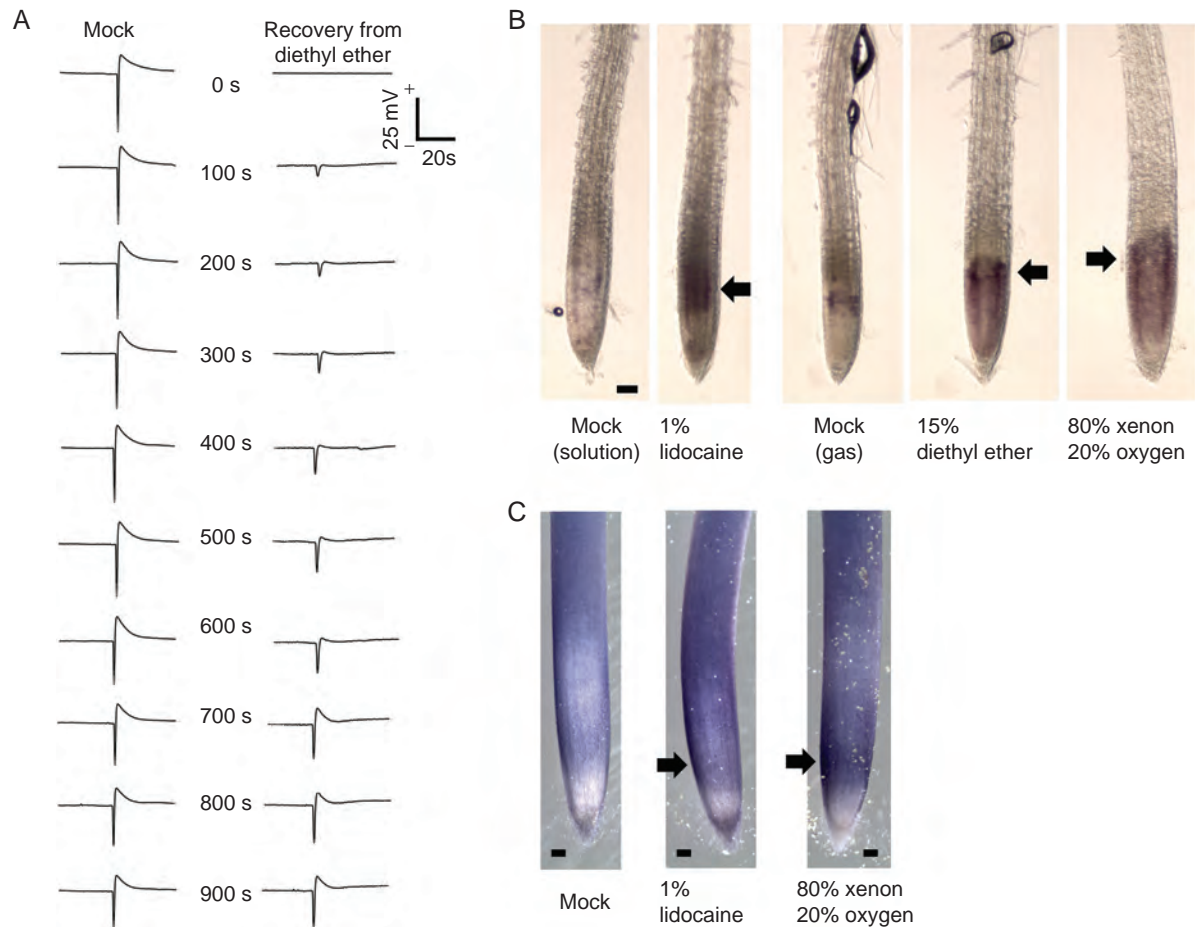 A
Mock
Recovery from
diethyl ether
0 s
+
25 mV
−
20s
100 s
200 s
300 s
400 s
500 s
600 s
700 s
800 s
900 s
B
Mock
(solution)
1%
lidocaine
Mock
(gas)
15%
diethyl ether
80% xenon
20% oxygen
C
Mock
1%
lidocaine
80% xenon
20% oxygen